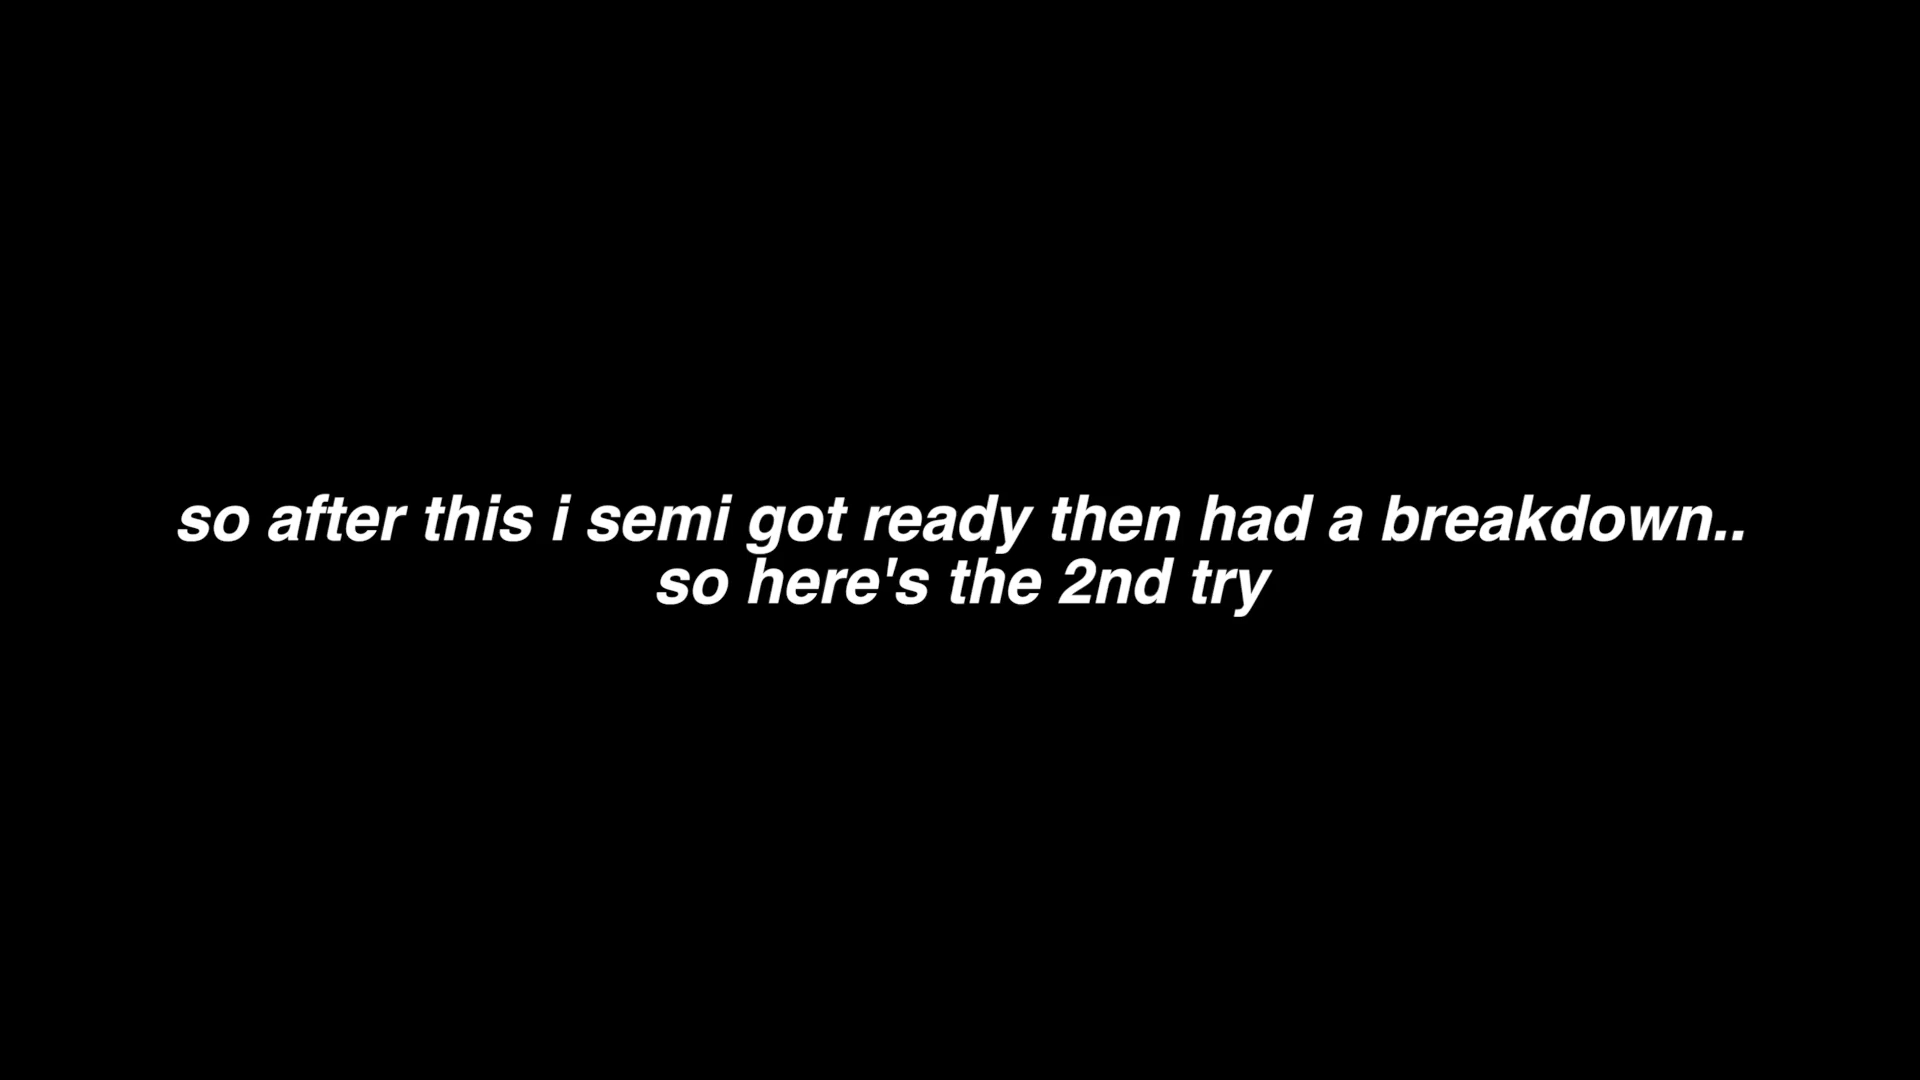 so after this i semi got ready then had a breakdown..
so here's the 2nd try